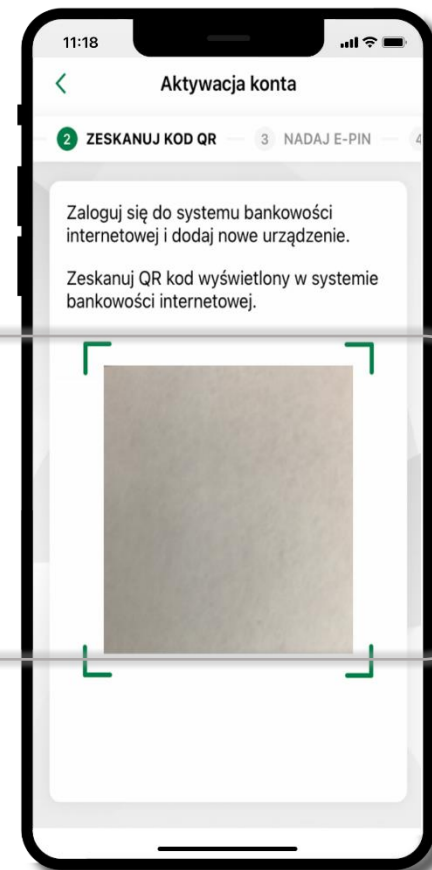 11:18
Aktywacja konta
2 ZESKANUJ KOD QR 3 NADAJ E-PIN 4
Zaloguj się do systemu bankowości
internetowej i dodaj nowe urządzenie.
Zeskanuj QR kod wyświetlony w systemie
bankowości internetowej.